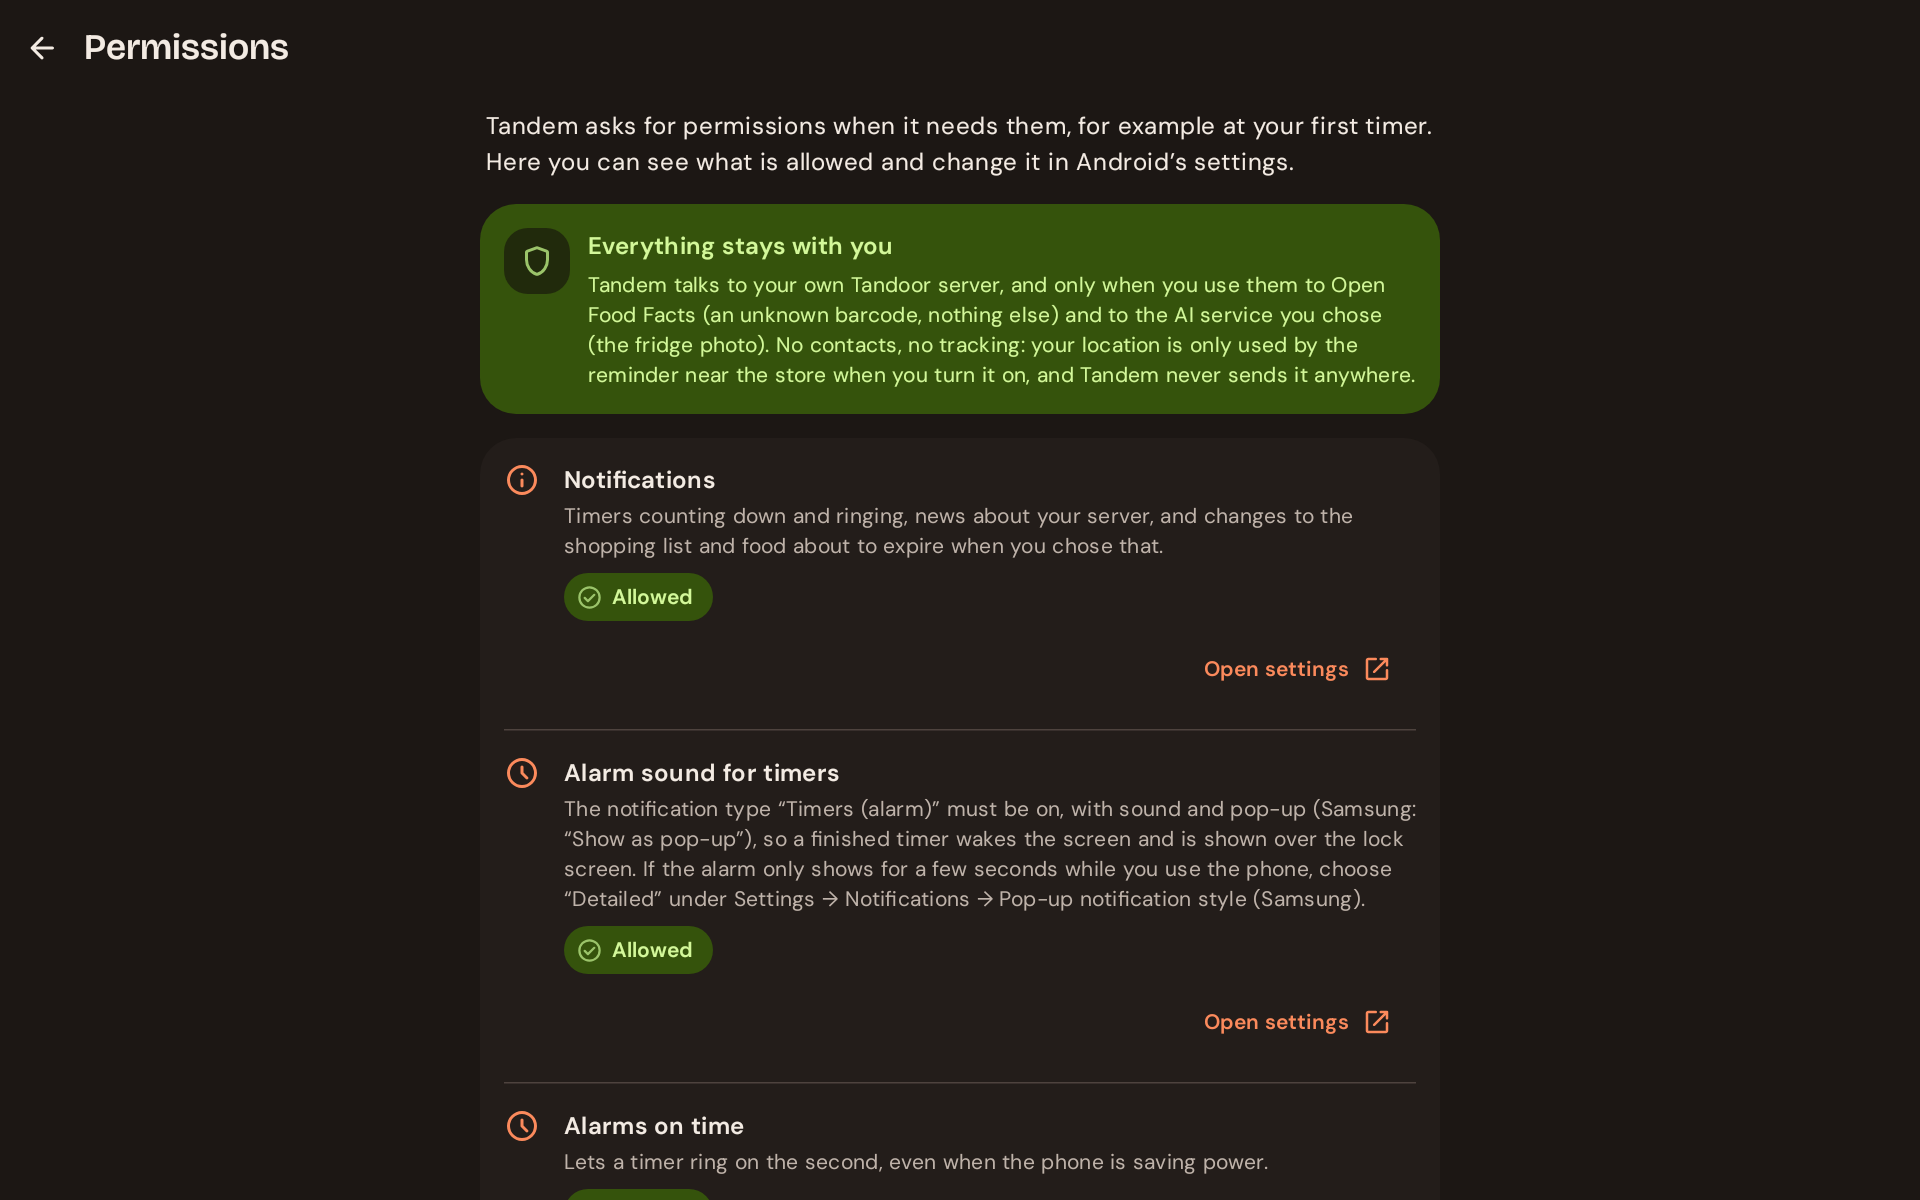 Permissions
Tandem asks for permissions when it needs them, for example at your first timer.
Here you can see what is allowed and change it in Android’s settings.
Everything stays with you
Tandem talks to your own Tandoor server, and only when you use them to Open
Food Facts (an unknown barcode, nothing else) and to the AI service you chose
(the fridge photo). No contacts, no tracking: your location is only used by the
reminder near the store when you turn it on, and Tandem never sends it anywhere.
Notifications
Timers counting down and ringing, news about your server, and changes to the
shopping list and food about to expire when you chose that.
Allowed
Open settings
Alarm sound for timers
The notification type “Timers (alarm)” must be on, with sound and pop-up (Samsung:
“Show as pop-up”), so a finished timer wakes the screen and is shown over the lock
screen. If the alarm only shows for a few seconds while you use the phone, choose
“Detailed” under Settings → Notifications → Pop-up notification style (Samsung).
Allowed
Open settings
Alarms on time
Lets a timer ring on the second, even when the phone is saving power.